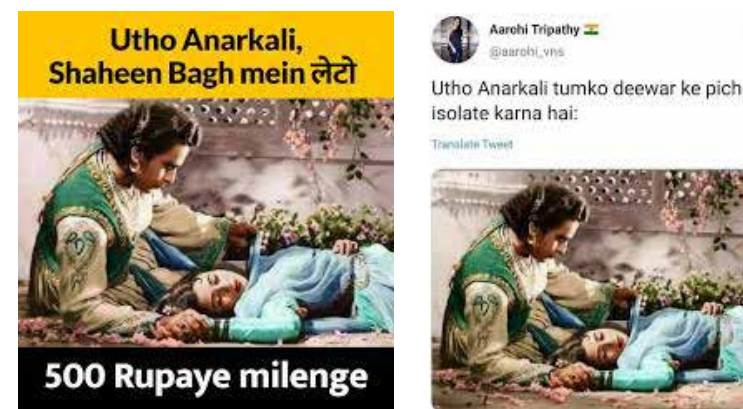 Utho Anarkali,
Shaheen Bagh mein लेटो
500 Rupaye milenge
Aarohi Tripathy
@aarohi_vns
Utho Anarkali tumko deewar ke pich
isolate karna hai:
Translate Tweet